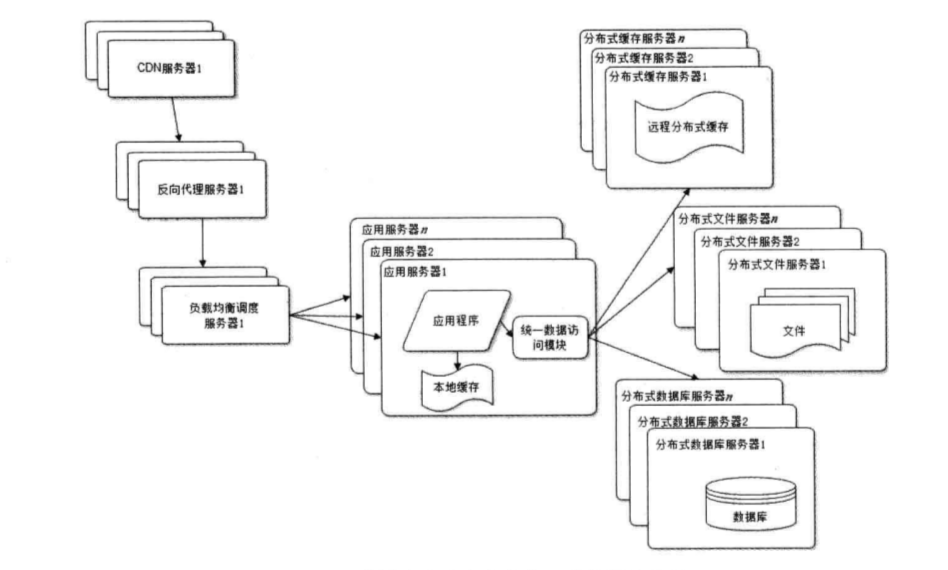 CDN服务器1
反向代理服务器1
负载均衡调度
服务器1
应用服务器n
应用服务器2
应用服务器1
应用程序
统一数据访
问模块
本地缓存
分布式缓存服务器n
分布式缓存服务器2
分布式缓存服务器1
远程分布式缓存
分布式文件服务器n
分布式文件服务器2
分布式文件服务器1
文件
分布式数据库服务器n
分布式数据库服务器2
分布式数据库服务器1
数据库